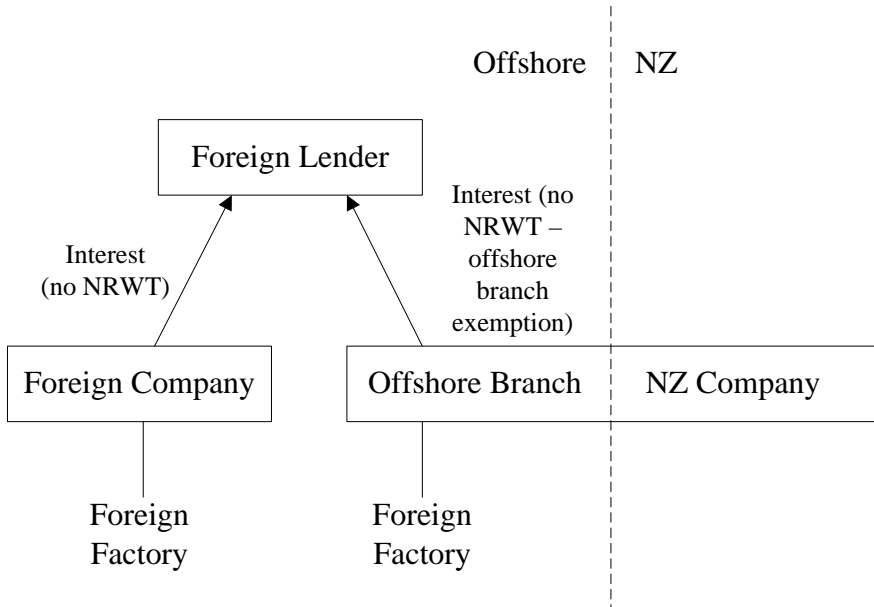 Offshore
NZ
Foreign Lender
Interest
(no NRWT)
Interest (no
NRWT –
offshore
branch
exemption)
Foreign Company
Offshore Branch
NZ Company
Foreign
Factory
Foreign
Factory